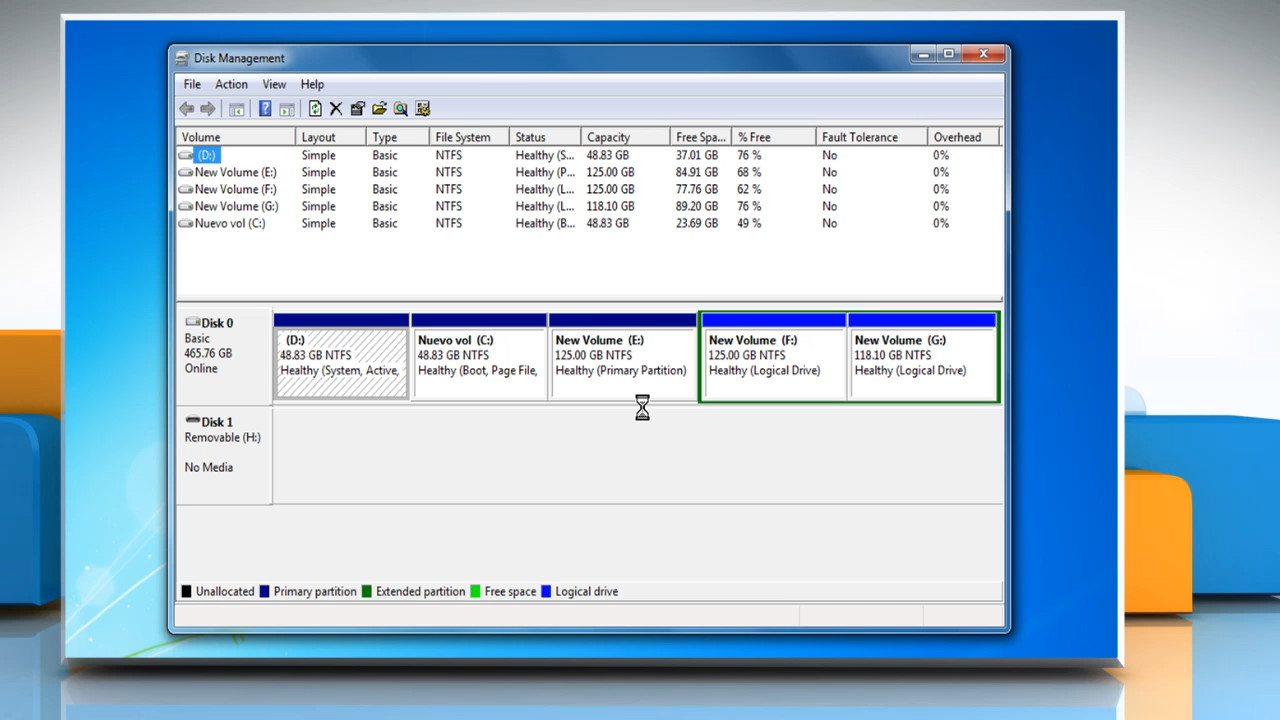 Disk Management
File Action View Help
Volume Layout Type File System Status Capacity Free Spa... % Free Fault Tolerance Overhead
(D:) Simple Basic NTFS Healthy (S... 48.83 GB 37.01 GB 76 % No 0%
New Volume (E:) Simple Basic NTFS Healthy (P... 125.00 GB 84.91 GB 68 % No 0%
New Volume (F:) Simple Basic NTFS Healthy (L... 125.00 GB 77.76 GB 62 % No 0%
New Volume (G:) Simple Basic NTFS Healthy (L... 118.10 GB 89.20 GB 76 % No 0%
Nuevo vol (C:) Simple Basic NTFS Healthy (B... 48.83 GB 23.69 GB 49 % No 0%
Disk 0
Basic
465.76 GB
Online
(D:)
48.83 GB NTFS
Healthy (System, Active,
Nuevo vol (C:)
48.83 GB NTFS
Healthy (Boot, Page File,
New Volume (E:)
125.00 GB NTFS
Healthy (Primary Partition)
New Volume (F:)
125.00 GB NTFS
Healthy (Logical Drive)
New Volume (G:)
118.10 GB NTFS
Healthy (Logical Drive)
Disk 1
Removable (H:)
No Media
Unallocated Primary partition Extended partition Free space Logical drive